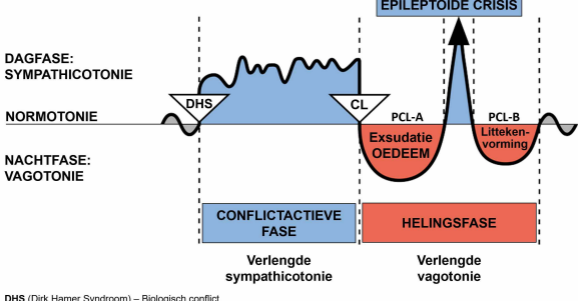 EPILEPTOIDE CRISIS
DAGFASE:
SYMPATHICOTONIE
DHS
CL
NORMOTONIE
PCL-A
PCL-B
Exsudatie
OEDEEM
Litteken-
vorming
NACHTFASE:
VAGOTONIE
CONFLICTACTIEVE
FASE
HELINGSFASE
Verlengde
sympathicotonie
Verlengde
vagotonie
DHS (Dirk Hamer Syndroom) – Biologisch conflict